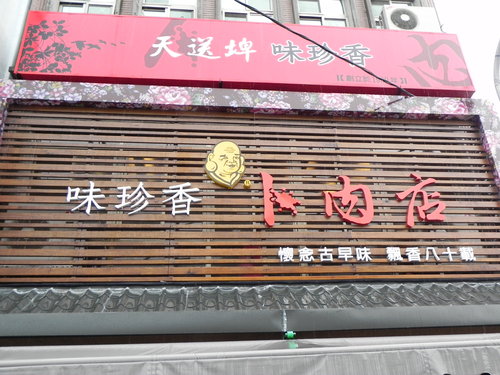 天送埤 味珍香
味珍香 卜肉店
懷念古早味 飄香八十載